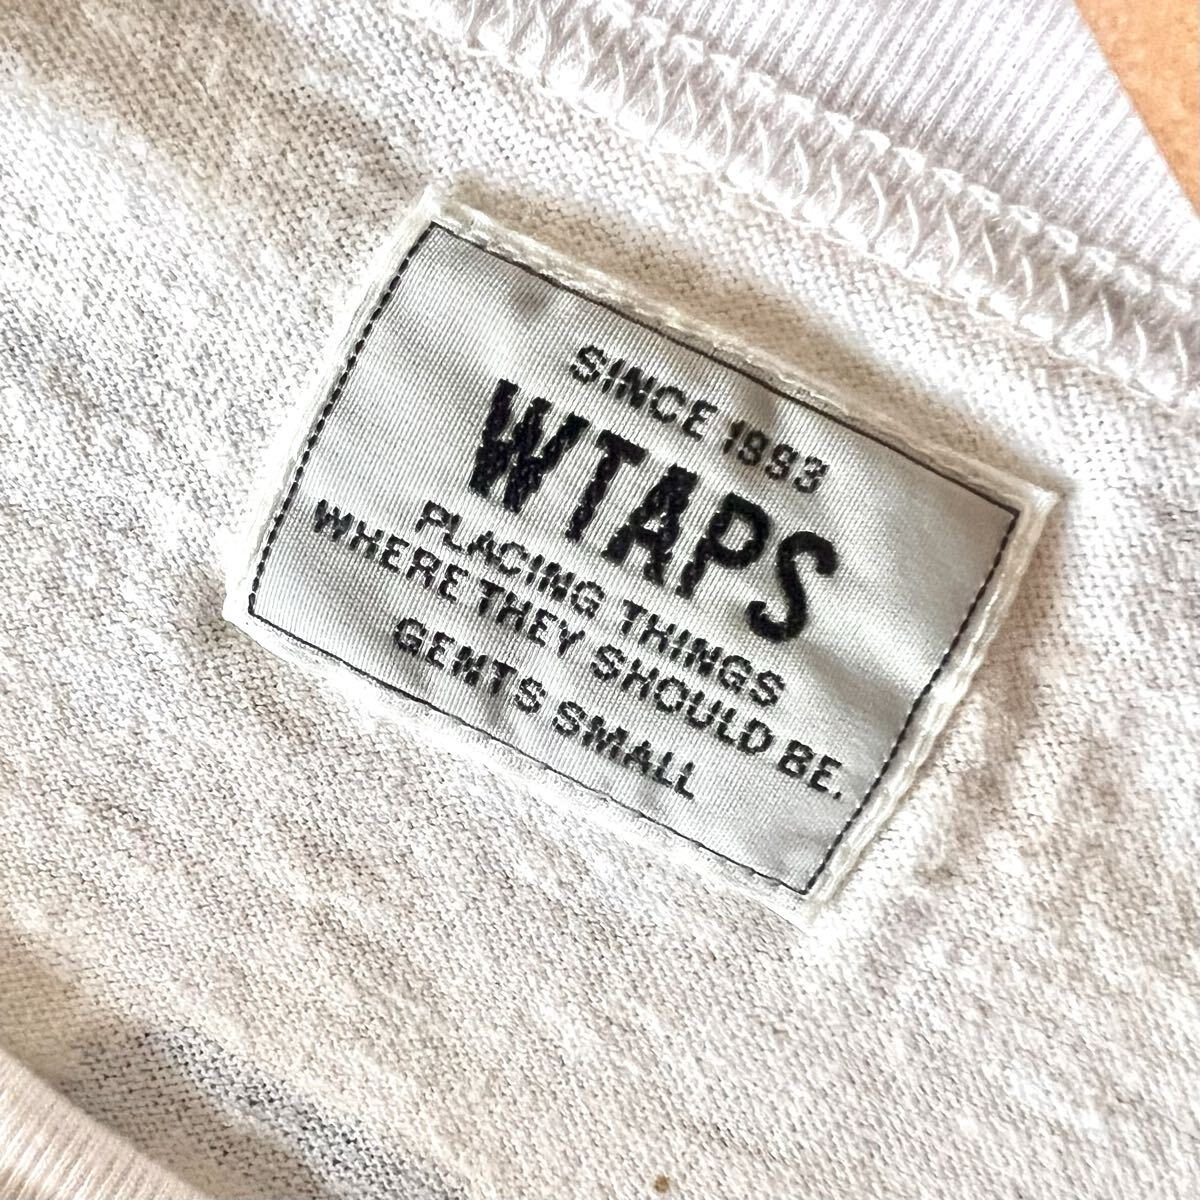 SINCE 1993
WTAPS
PLACING THINGS
WHERE THEY SHOULD BE.
GENTS SMALL